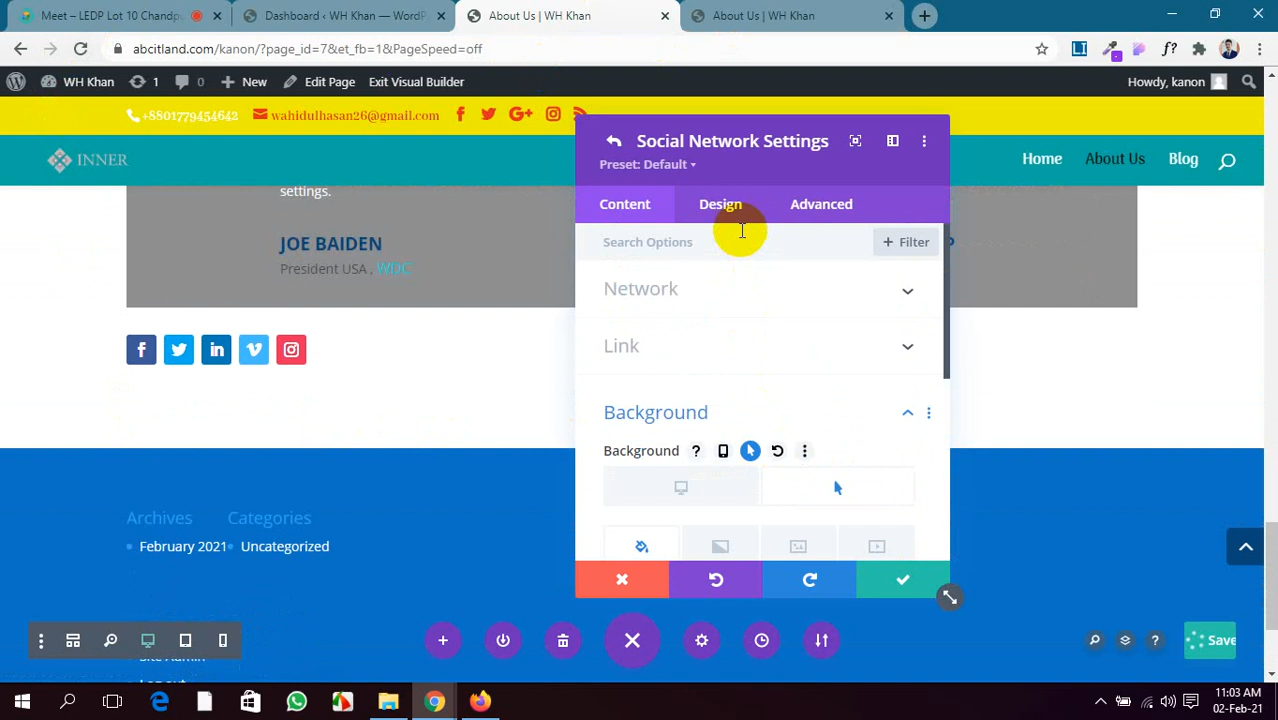 Meet – LEDP Lot 10 Chandp
Dashboard ‹ WH Khan — WordP
About Us | WH Khan
About Us | WH Khan
abcitland.com/kanon/?page_id=7&et_fb=1&PageSpeed=off
WH Khan
1
0
New
Edit Page
Exit Visual Builder
Howdy, kanon
+8801779454642
wahidulhasan26@gmail.com
INNER
Home
About Us
Blog
Social Network Settings
Preset: Default
Content
Design
Advanced
settings.
JOE BAIDEN
President USA , WDC
P
Search Options
+ Filter
Network
Link
Background
Background
Archives
Categories
February 2021
Uncategorized
Site Admin
Logout
Save
11:03 AM
02-Feb-21